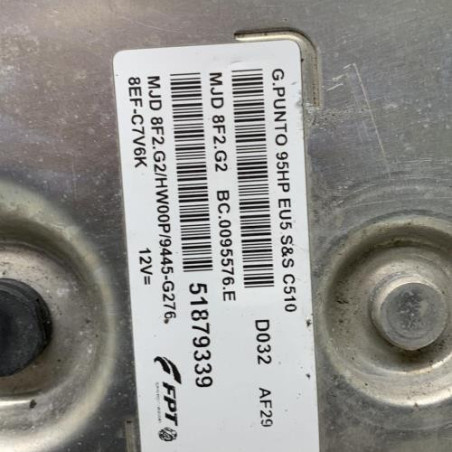 G.PUNTO 95HP EU5 S&S C510 D032 AF29
MJD 8F2.G2 BC.0095576.E
51879339
MJD 8F2.G2/HW00P/9445-G276
8EF-C7V6K 12V=
FPT